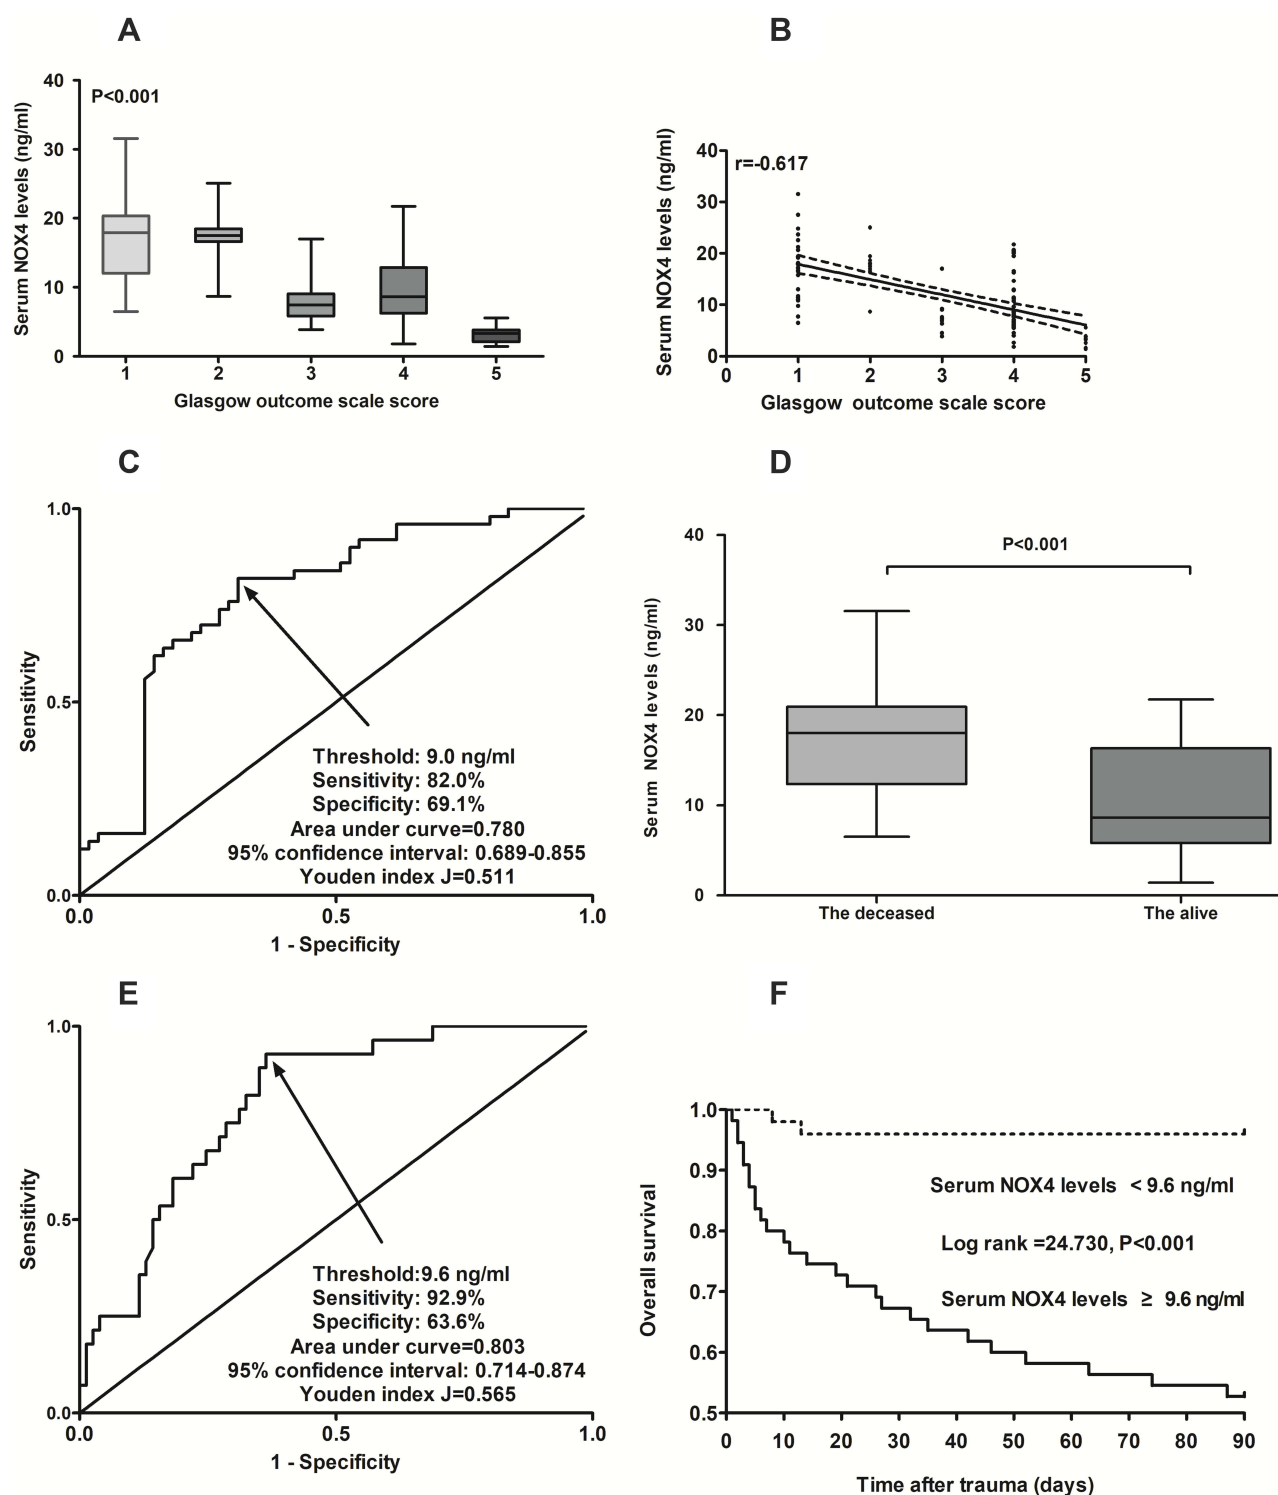 A
Serum NOX4 levels (ng/ml)
40
30
20
10
0
P<0.001
1 2 3 4 5
Glasgow outcome scale score
B
Serum NOX4 levels (ng/ml)
40
30
20
10
0
r=-0.617
0 1 2 3 4 5
Glasgow outcome scale score
C
Sensitivity
1.0
0.5
0.0
Threshold: 9.0 ng/ml
Sensitivity: 82.0%
Specificity: 69.1%
Area under curve=0.780
95% confidence interval: 0.689-0.855
Youden index J=0.511
0.0 0.5 1.0
1 - Specificity
D
Serum NOX4 levels (ng/ml)
40
30
20
10
0
P<0.001
The deceased The alive
E
Sensitivity
1.0
0.5
0.0
Threshold:9.6 ng/ml
Sensitivity: 92.9%
Specificity: 63.6%
Area under curve=0.803
95% confidence interval: 0.714-0.874
Youden index J=0.565
0.0 0.5 1.0
1 - Specificity
F
Overall survival
1.0
0.9
0.8
0.7
0.6
0.5
Serum NOX4 levels < 9.6 ng/ml
Log rank =24.730, P<0.001
Serum NOX4 levels ≥ 9.6 ng/ml
0 10 20 30 40 50 60 70 80 90
Time after trauma (days)